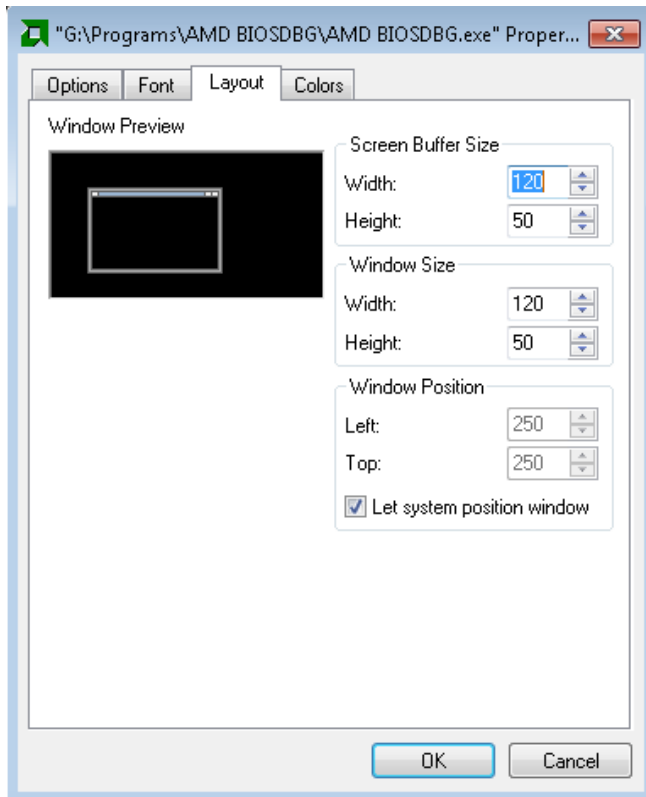 "G:\Programs\AMD BIOSDBG\AMD BIOSDBG.exe" Proper...
Options Font Layout Colors
Window Preview
Screen Buffer Size
Width: 120
Height: 50
Window Size
Width: 120
Height: 50
Window Position
Left: 250
Top: 250
Let system position window
OK Cancel